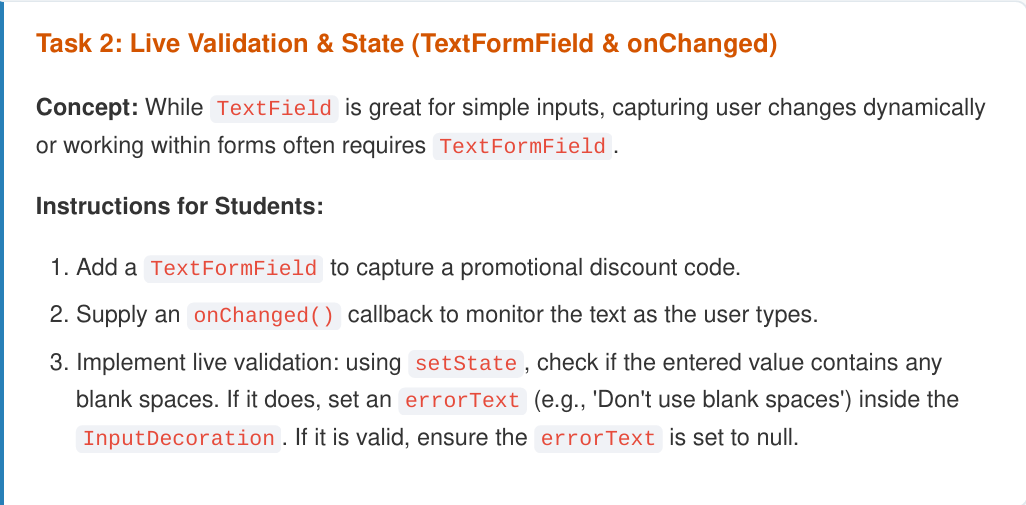 Task 2: Live Validation & State (TextFormField & onChanged)
Concept: While TextField is great for simple inputs, capturing user changes dynamically
or working within forms often requires TextFormField.
Instructions for Students:
1. Add a TextFormField to capture a promotional discount code.
2. Supply an onChanged() callback to monitor the text as the user types.
3. Implement live validation: using setState, check if the entered value contains any
blank spaces. If it does, set an errorText (e.g., 'Don't use blank spaces') inside the
InputDecoration. If it is valid, ensure the errorText is set to null.